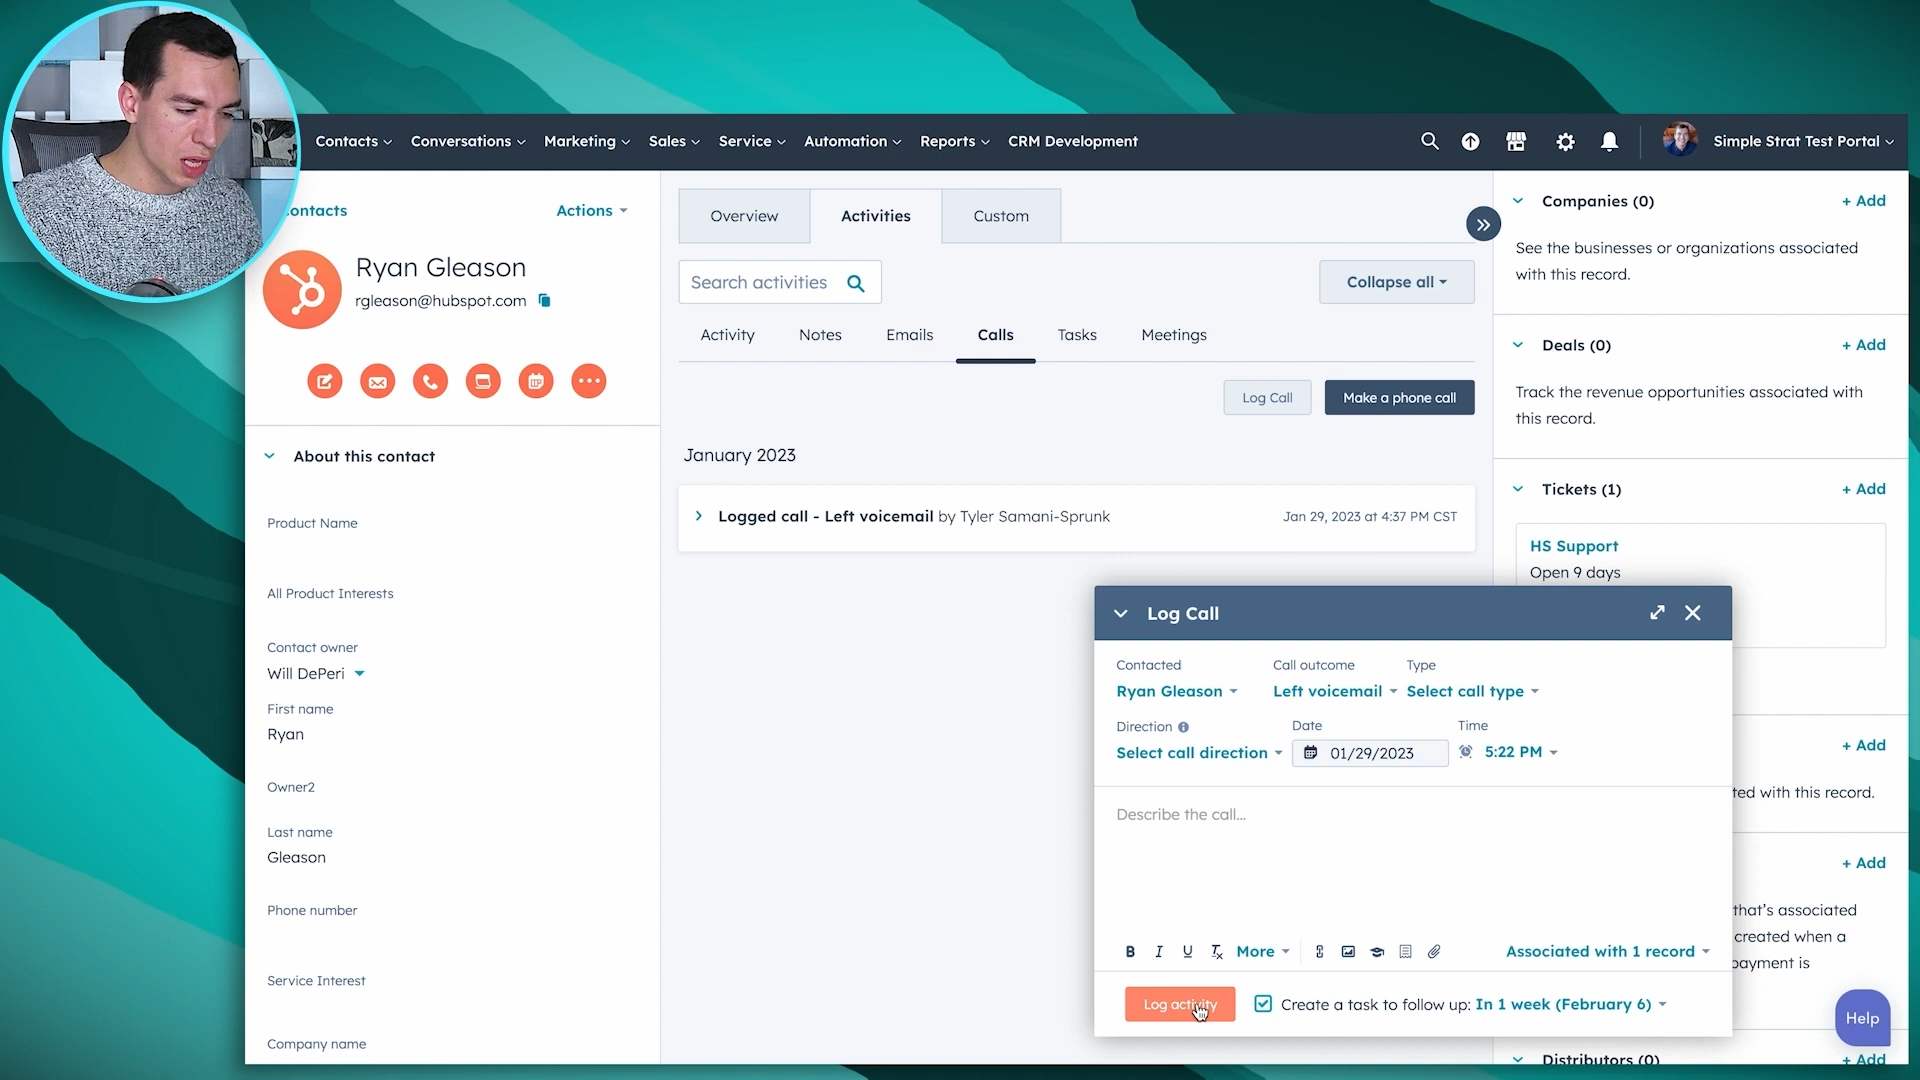 Contacts Conversations Marketing Sales Service Automation Reports CRM Development Simple Strat Test Portal
Contacts
Actions
Ryan Gleason
rgleason@hubspot.com
About this contact
Product Name
All Product Interests
Contact owner
Will DePeri
First name
Ryan
Owner2
Last name
Gleason
Phone number
Service Interest
Company name
Overview Activities Custom
Search activities
Collapse all
Activity Notes Emails Calls Tasks Meetings
Log Call Make a phone call
January 2023
Logged call - Left voicemail by Tyler Samani-Sprunk Jan 29, 2023 at 4:37 PM CST
Log Call
Contacted Call outcome Type
Ryan Gleason Left voicemail Select call type
Direction Date Time
Select call direction 01/29/2023 5:22 PM
Describe the call...
B I U Tx More Associated with 1 record
Log activity Create a task to follow up: In 1 week (February 6)
Companies (0) + Add
See the businesses or organizations associated
with this record.
Deals (0) + Add
Track the revenue opportunities associated with
this record.
Tickets (1) + Add
HS Support
Open 9 days
+ Add
ted with this record.
+ Add
that's associated
created when a
payment is
Help
Distributors (0) + Add